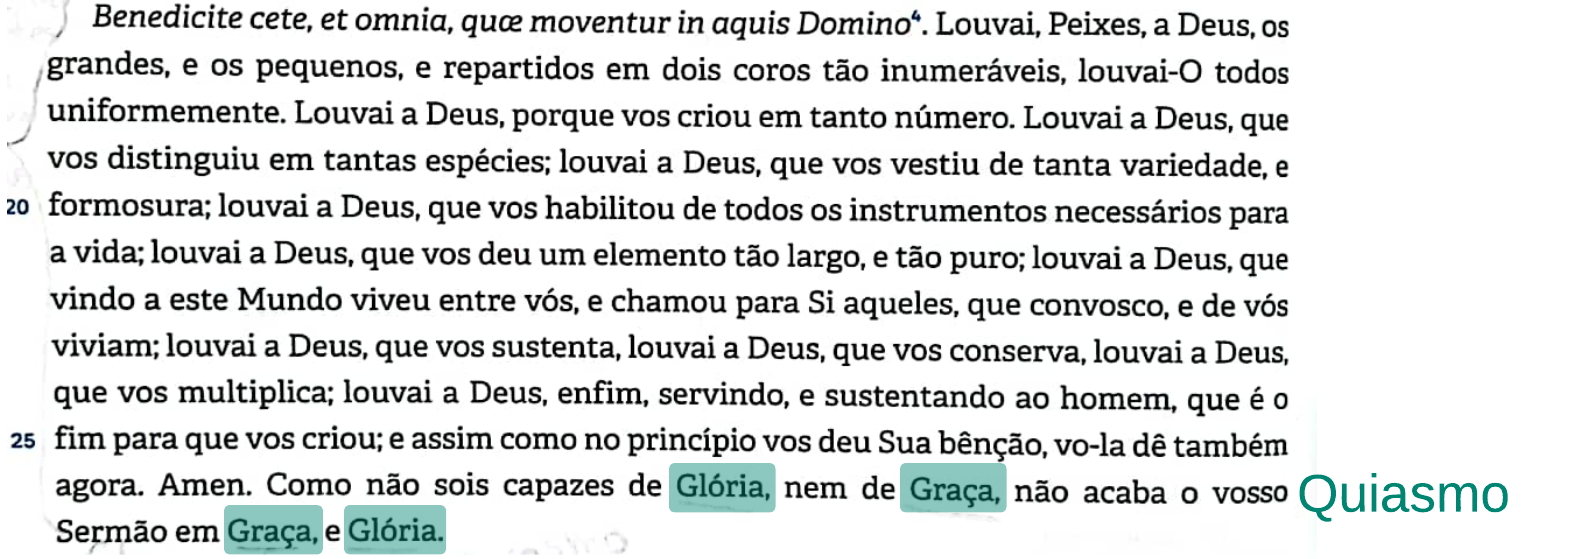 Benedicite cete, et omnia, quæ moventur in aquis Domino⁴. Louvai, Peixes, a Deus, os
grandes, e os pequenos, e repartidos em dois coros tão inumeráveis, louvai-O todos
uniformemente. Louvai a Deus, porque vos criou em tanto número. Louvai a Deus, que
vos distinguiu em tantas espécies; louvai a Deus, que vos vestiu de tanta variedade, e
20 formosura; louvai a Deus, que vos habilitou de todos os instrumentos necessários para
a vida; louvai a Deus, que vos deu um elemento tão largo, e tão puro; louvai a Deus, que
vindo a este Mundo viveu entre vós, e chamou para Si aqueles, que convosco, e de vós
viviam; louvai a Deus, que vos sustenta, louvai a Deus, que vos conserva, louvai a Deus,
que vos multiplica; louvai a Deus, enfim, servindo, e sustentando ao homem, que é o
25 fim para que vos criou; e assim como no princípio vos deu Sua bênção, vo-la dê também
agora. Amen. Como não sois capazes de Glória, nem de Graça, não acaba o vosso Quiasmo
Sermão em Graça, e Glória.